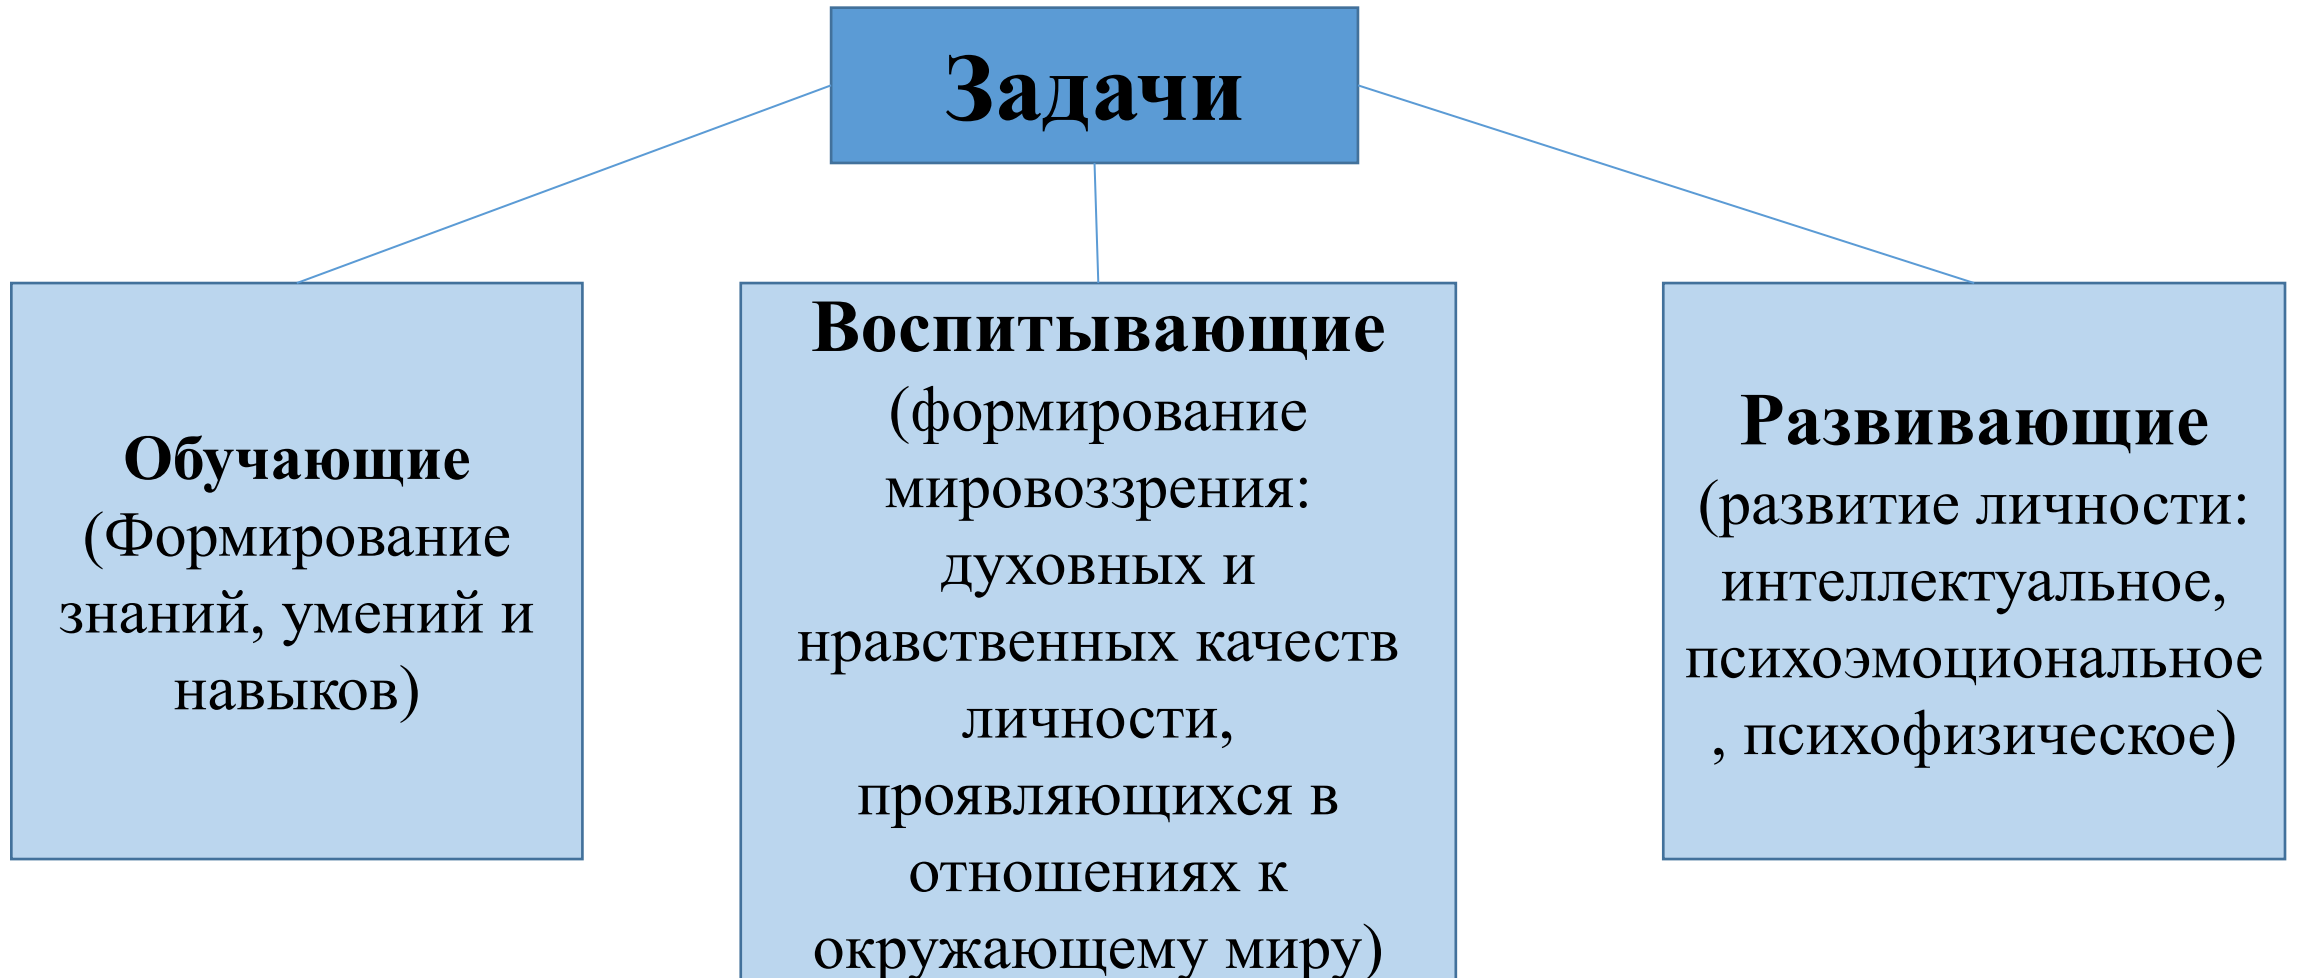 Задачи
Обучающие
(Формирование
знаний, умений и
навыков)
Воспитывающие
(формирование
мировоззрения:
духовных и
нравственных качеств
личности,
проявляющихся в
отношениях к
окружающему миру)
Развивающие
(развитие личности:
интеллектуальное,
психоэмоциональное
, психофизическое)